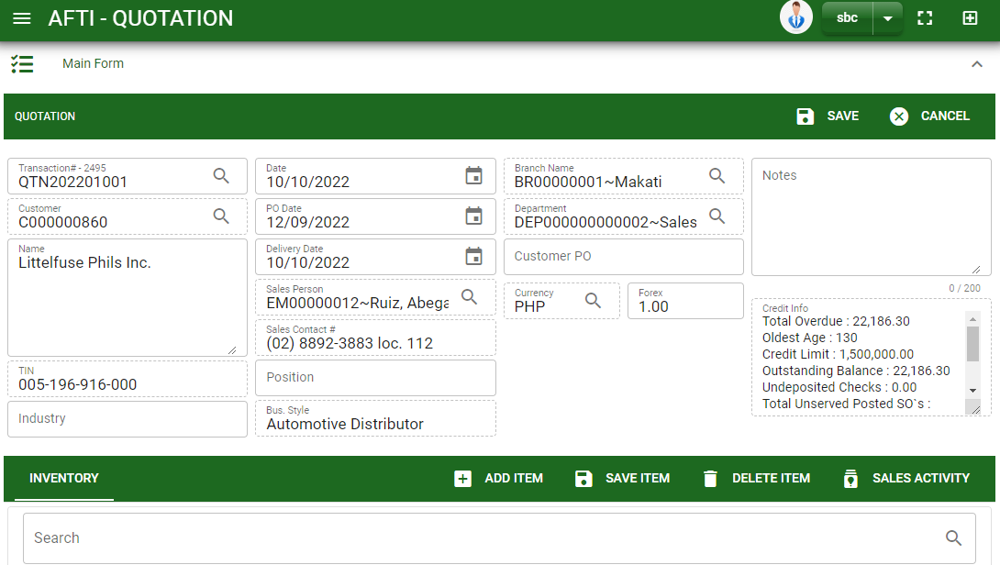 AFTI - QUOTATION
sbc
Main Form
QUOTATION
SAVE
CANCEL
Transaction# - 2495
QTN202201001
Customer
C000000860
Name
Littelfuse Phils Inc.
TIN
005-196-916-000
Industry
Date
10/10/2022
PO Date
12/09/2022
Delivery Date
10/10/2022
Sales Person
EM00000012~Ruiz, Abega
Sales Contact #
(02) 8892-3883 loc. 112
Position
Bus. Style
Automotive Distributor
Branch Name
BR00000001~Makati
Department
DEP000000000002~Sales
Customer PO
Currency
PHP
Forex
1.00
Notes
0 / 200
Credit Info
Total Overdue : 22,186.30
Oldest Age : 130
Credit Limit : 1,500,000.00
Outstanding Balance : 22,186.30
Undeposited Checks : 0.00
Total Unserved Posted SO`s :
INVENTORY
ADD ITEM
SAVE ITEM
DELETE ITEM
SALES ACTIVITY
Search